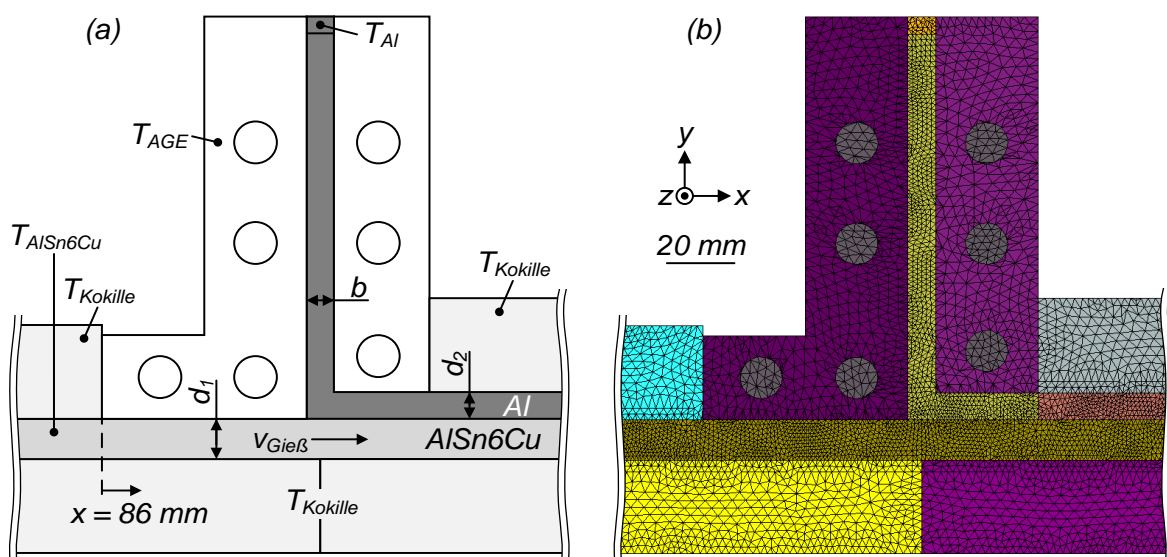 (a)
T_Al
T_AGE
T_AlSn6Cu
T_Kokille
b
T_Kokille
d_1
d_2
Al
v_Gieß
AlSn6Cu
x = 86 mm
T_Kokille
(b)
y
z
x
20 mm